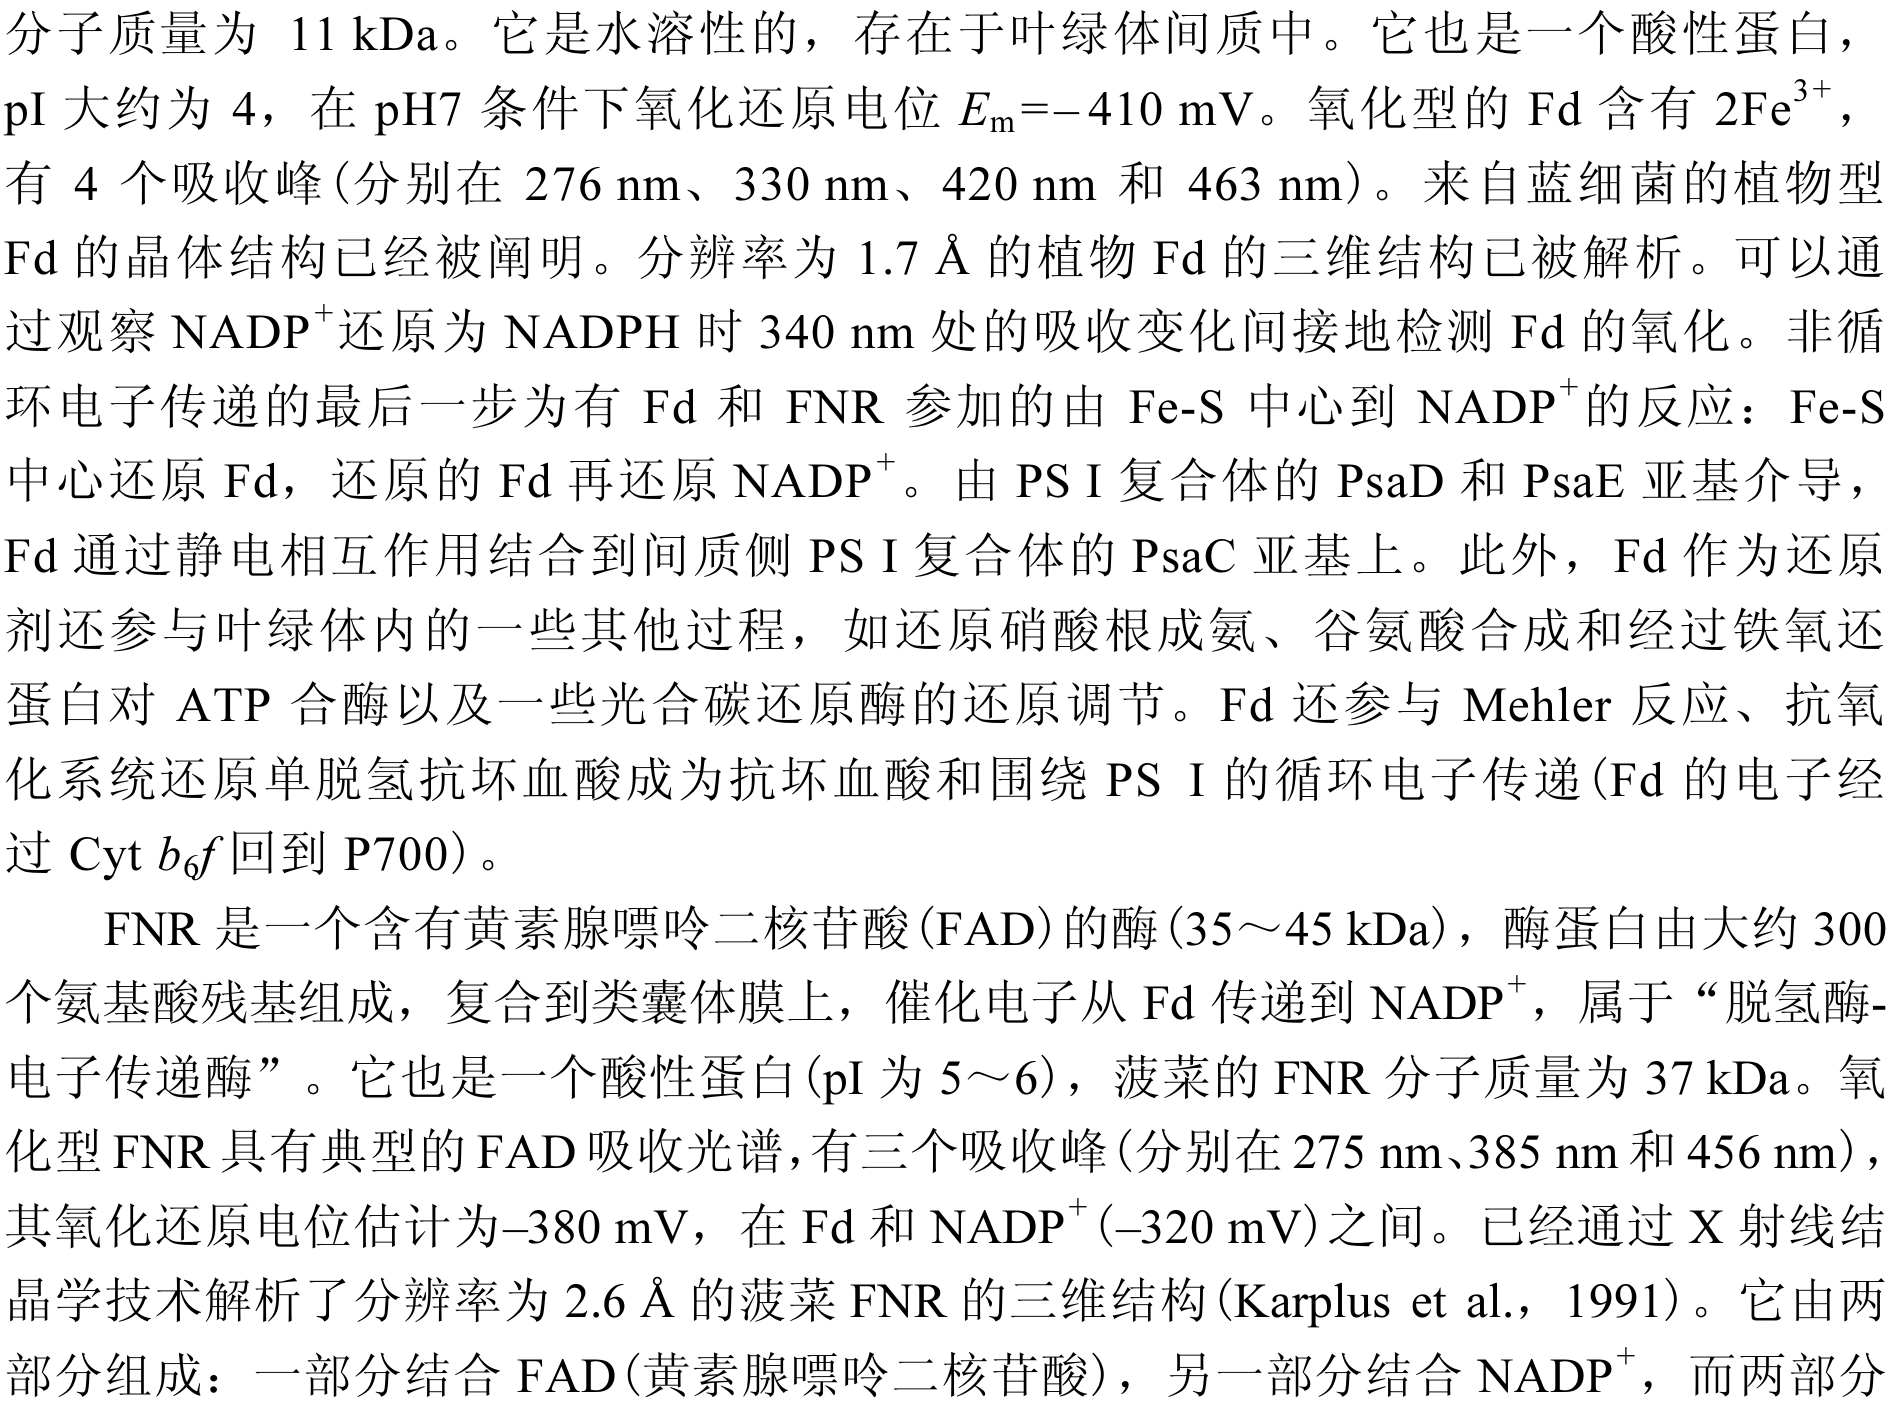 分子质量为 11 kDa。它是水溶性的，存在于叶绿体间质中。它也是一个酸性蛋白，
pI 大约为 4，在 pH7 条件下氧化还原电位 Em=–410 mV。氧化型的 Fd 含有 2Fe³⁺，
有 4 个吸收峰(分别在 276 nm、330 nm、420 nm 和 463 nm)。来自蓝细菌的植物型
Fd 的晶体结构已经被阐明。分辨率为 1.7 Å 的植物 Fd 的三维结构已被解析。可以通
过观察 NADP⁺还原为 NADPH 时 340 nm 处的吸收变化间接地检测 Fd 的氧化。非循
环电子传递的最后一步为有 Fd 和 FNR 参加的由 Fe-S 中心到 NADP⁺的反应：Fe-S
中心还原 Fd，还原的 Fd 再还原 NADP⁺。由 PS I 复合体的 PsaD 和 PsaE 亚基介导，
Fd 通过静电相互作用结合到间质侧 PS I 复合体的 PsaC 亚基上。此外，Fd 作为还原
剂还参与叶绿体内的一些其他过程，如还原硝酸根成氨、谷氨酸合成和经过铁氧还
蛋白对 ATP 合酶以及一些光合碳还原酶的还原调节。Fd 还参与 Mehler 反应、抗氧
化系统还原单脱氢抗坏血酸成为抗坏血酸和围绕 PS I 的循环电子传递(Fd 的电子经
过 Cyt b₆f 回到 P700)。
FNR 是一个含有黄素腺嘌呤二核苷酸(FAD)的酶(35～45 kDa)，酶蛋白由大约 300
个氨基酸残基组成，复合到类囊体膜上，催化电子从 Fd 传递到 NADP⁺，属于“脱氢酶-
电子传递酶”。它也是一个酸性蛋白(pI 为 5～6)，菠菜的 FNR 分子质量为 37 kDa。氧
化型 FNR 具有典型的 FAD 吸收光谱，有三个吸收峰(分别在 275 nm、385 nm 和 456 nm)，
其氧化还原电位估计为–380 mV，在 Fd 和 NADP⁺(–320 mV)之间。已经通过 X 射线结
晶学技术解析了分辨率为 2.6 Å 的菠菜 FNR 的三维结构(Karplus et al.，1991)。它由两
部分组成：一部分结合 FAD(黄素腺嘌呤二核苷酸)，另一部分结合 NADP⁺，而两部分